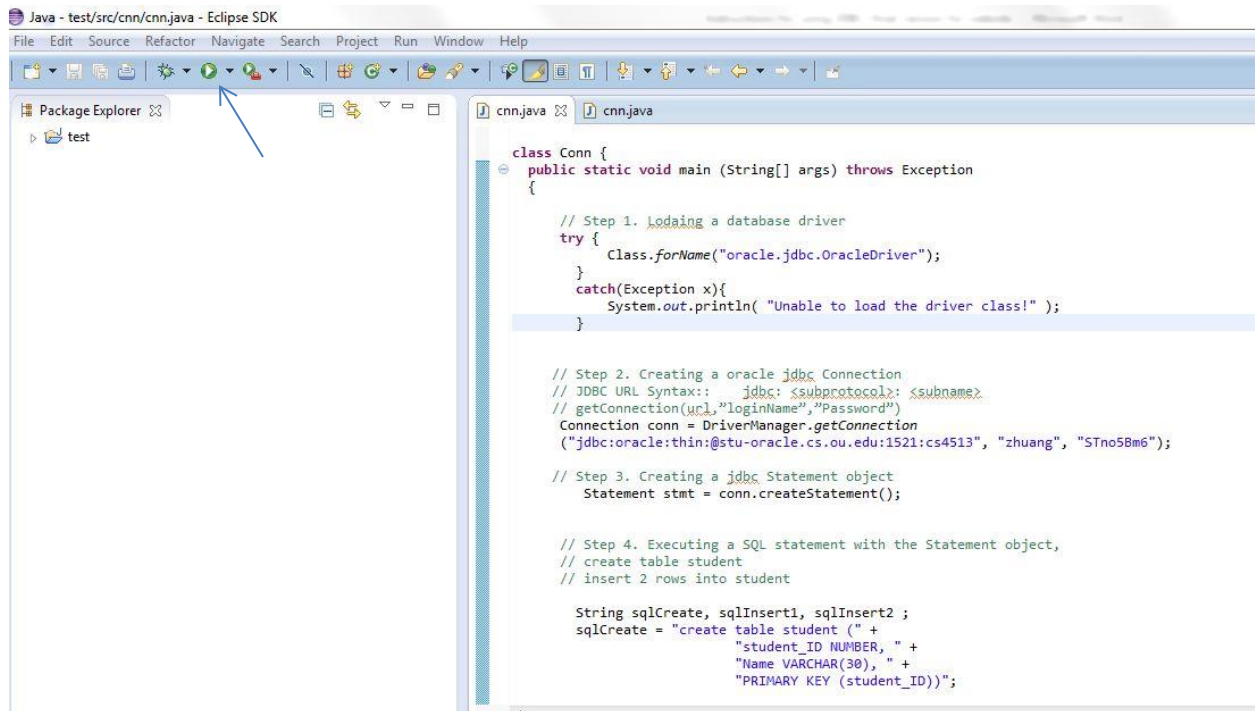 Java - test/src/cnn/cnn.java - Eclipse SDK
File Edit Source Refactor Navigate Search Project Run Window Help
Package Explorer
test
cnn.java
cnn.java
class Conn {
public static void main (String[] args) throws Exception
{
// Step 1. Lodaing a database driver
try {
Class.forName("oracle.jdbc.OracleDriver");
}
catch(Exception x){
System.out.println( "Unable to load the driver class!" );
}
// Step 2. Creating a oracle jdbc Connection
// JDBC URL Syntax:: jdbc: <subprotocol>: <subname>
// getConnection(url,”loginName”,”Password”)
Connection conn = DriverManager.getConnection
("jdbc:oracle:thin:@stu-oracle.cs.ou.edu:1521:cs4513", "zhuang", "STno5Bm6");
// Step 3. Creating a jdbc Statement object
Statement stmt = conn.createStatement();
// Step 4. Executing a SQL statement with the Statement object,
// create table student
// insert 2 rows into student
String sqlCreate, sqlInsert1, sqlInsert2 ;
sqlCreate = "create table student (" +
"student_ID NUMBER, " +
"Name VARCHAR(30), " +
"PRIMARY KEY (student_ID))";